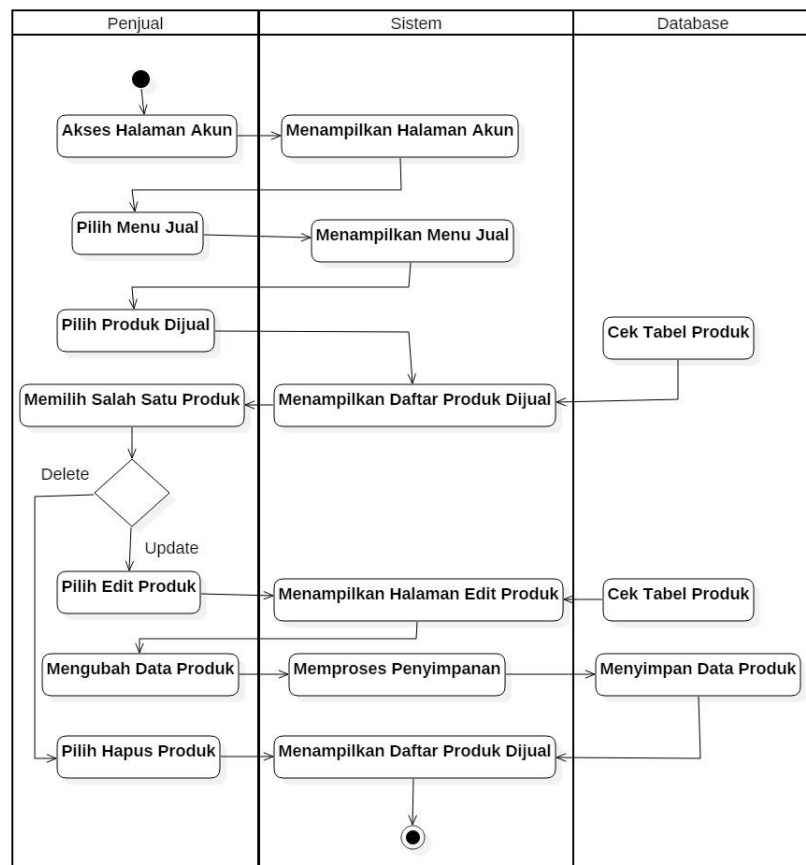 Penjual
Sistem
Database
Akses Halaman Akun
Menampilkan Halaman Akun
Pilih Menu Jual
Menampilkan Menu Jual
Pilih Produk Dijual
Cek Tabel Produk
Memilih Salah Satu Produk
Menampilkan Daftar Produk Dijual
Delete
Update
Pilih Edit Produk
Menampilkan Halaman Edit Produk
Cek Tabel Produk
Mengubah Data Produk
Memproses Penyimpanan
Menyimpan Data Produk
Pilih Hapus Produk
Menampilkan Daftar Produk Dijual